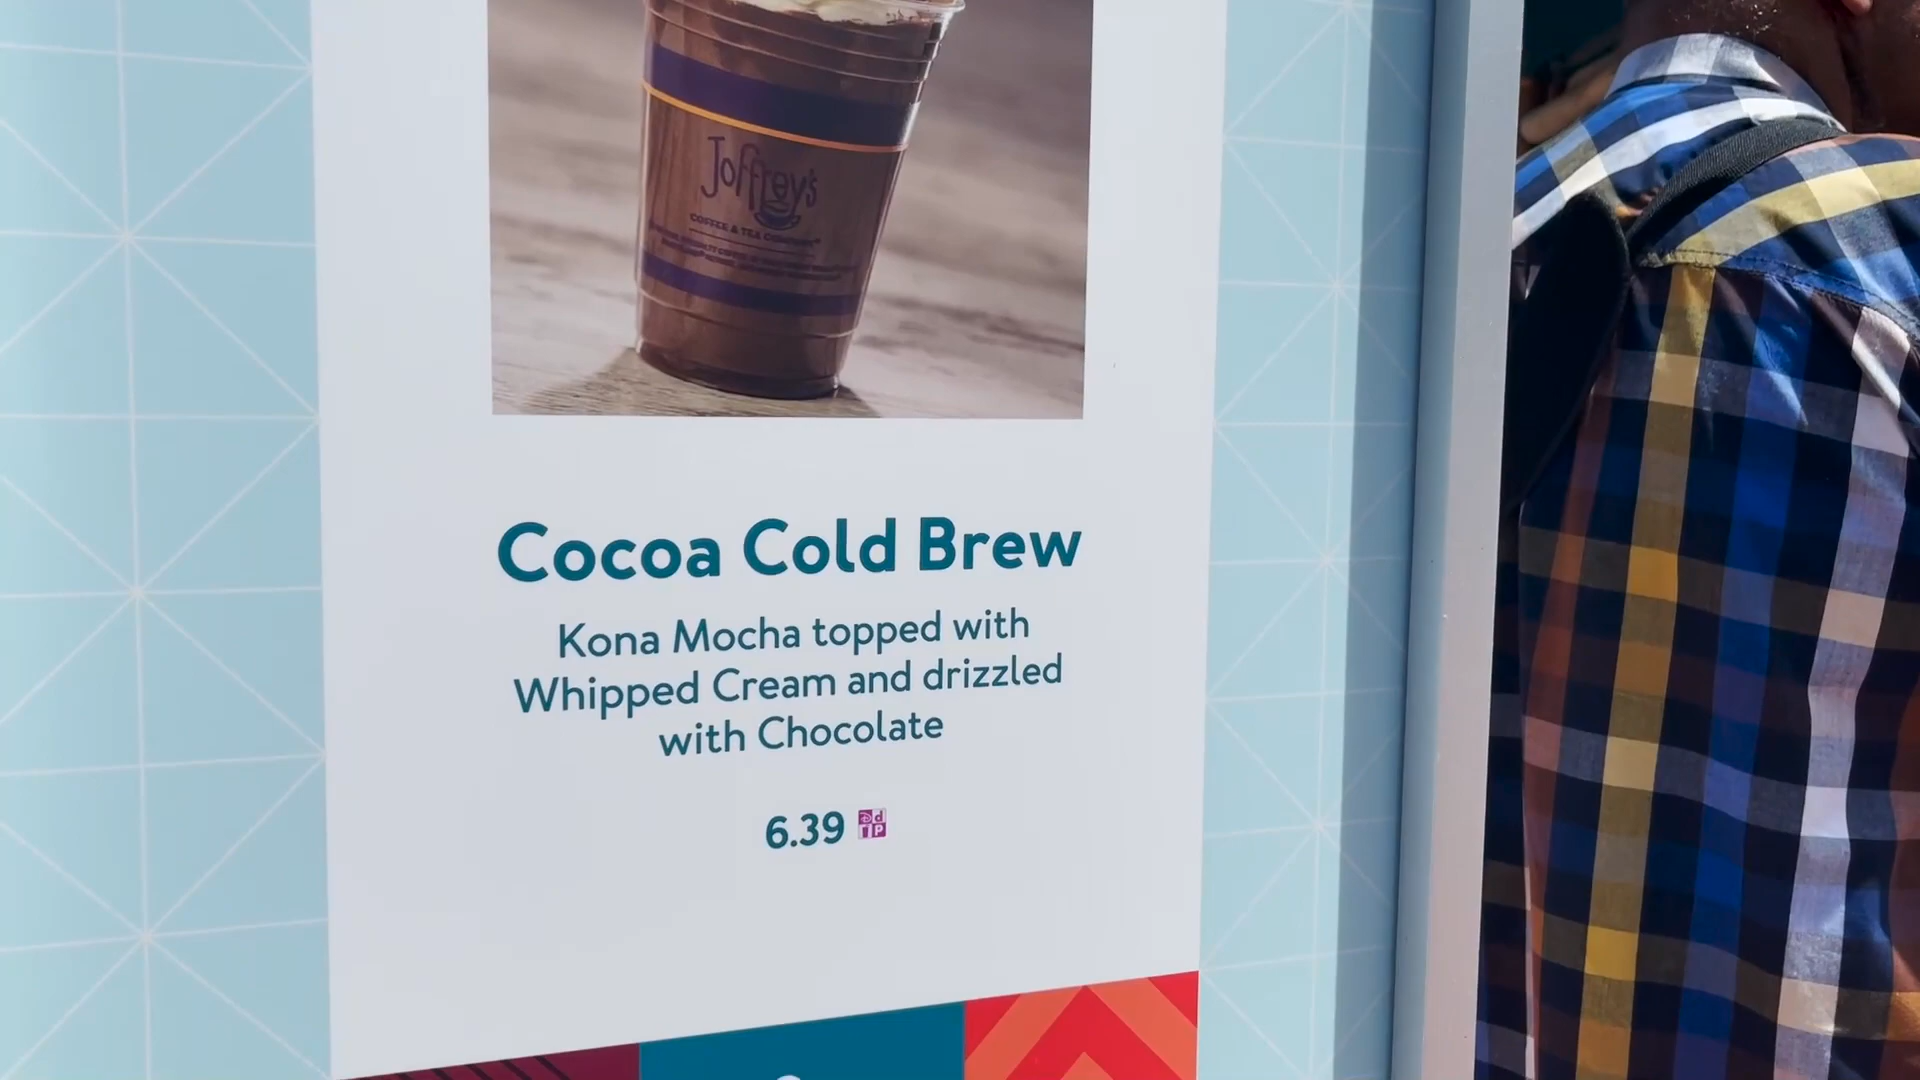 Joffrey's
COFFEE & TEA COMPANY
Cocoa Cold Brew
Kona Mocha topped with
Whipped Cream and drizzled
with Chocolate
6.39